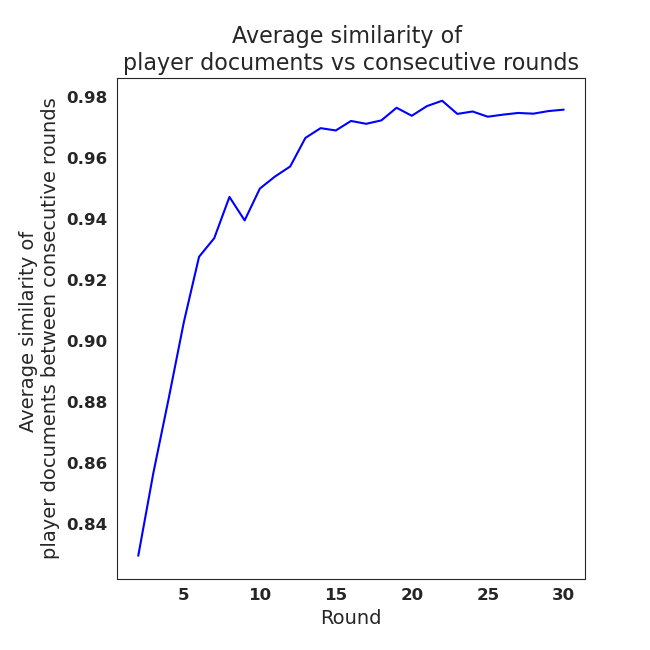 Average similarity of
player documents vs consecutive rounds
Average similarity of
player documents between consecutive rounds
0.98
0.96
0.94
0.92
0.90
0.88
0.86
0.84
5 10 15 20 25 30
Round